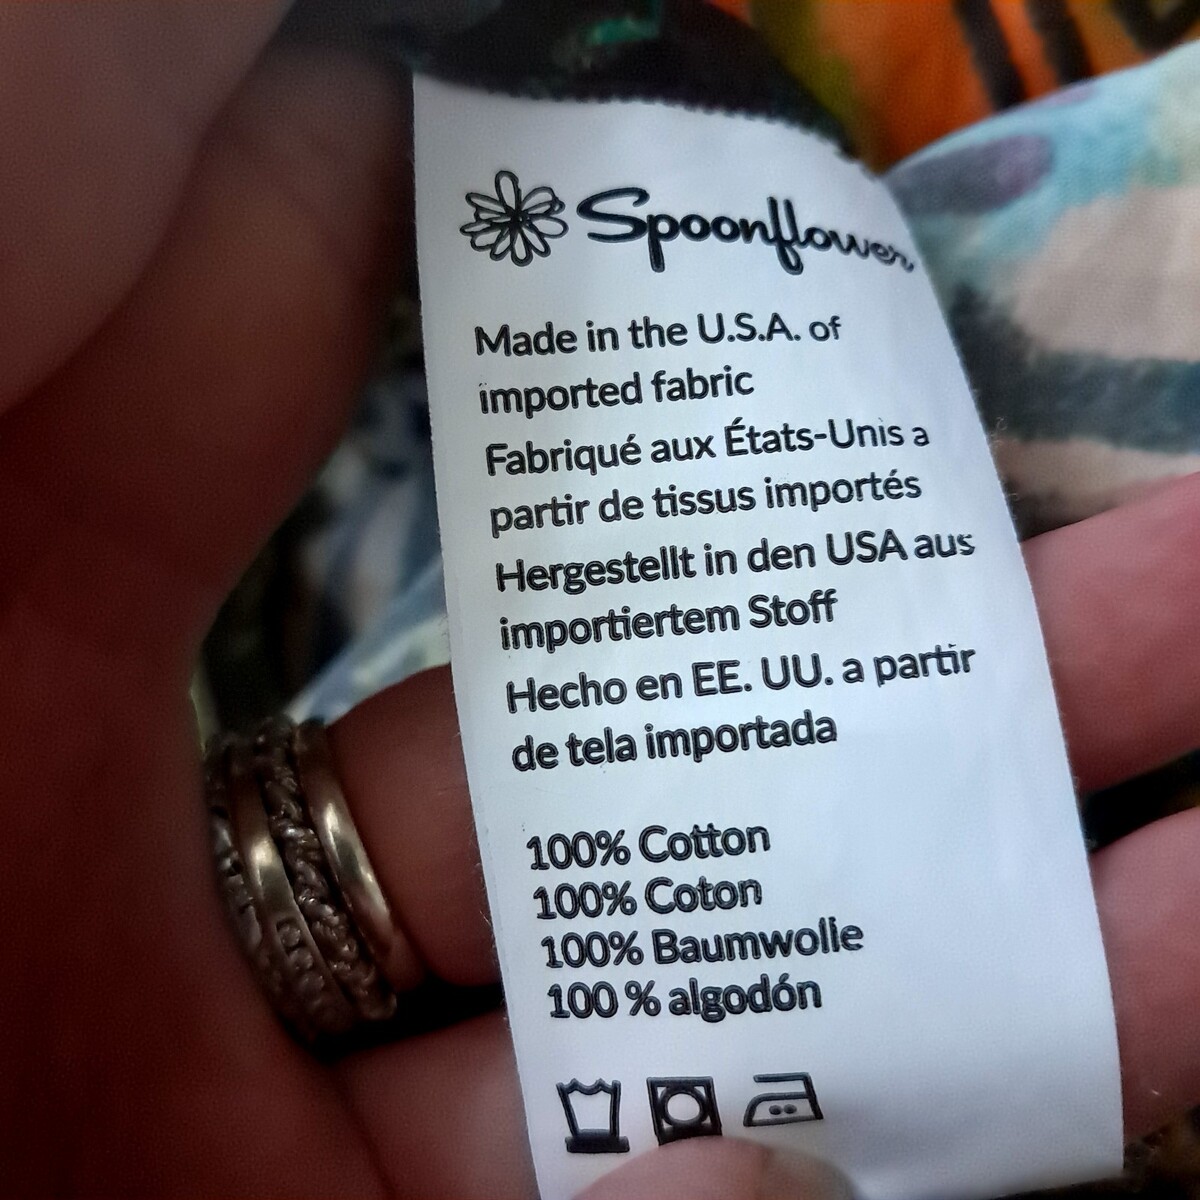 Spoonflower
Made in the U.S.A. of
imported fabric
Fabriqué aux États-Unis a
partir de tissus importés
Hergestellt in den USA aus
importiertem Stoff
Hecho en EE. UU. a partir
de tela importada
100% Cotton
100% Coton
100% Baumwolle
100 % algodón